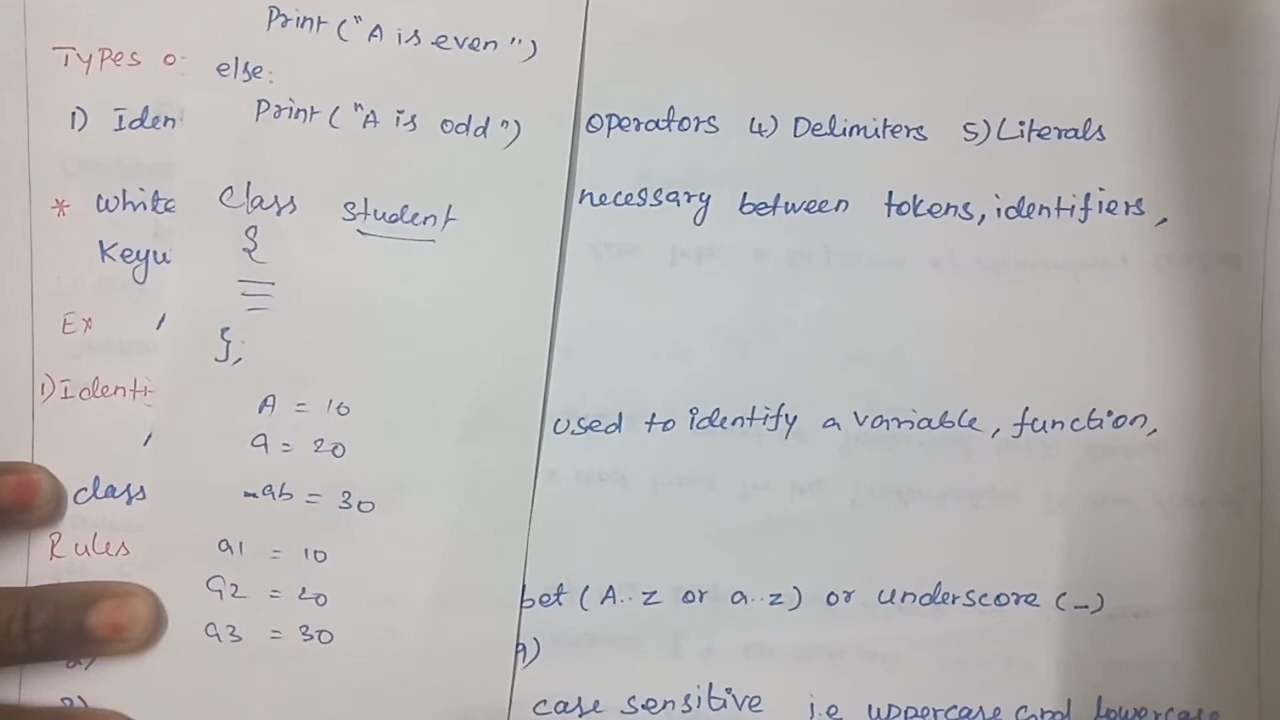 Print ("A is even")
Types o
else:
1) Iden
Print ("A is odd")
operators 4) Delimiters 5) Literals
* White
class student
necessary between tokens, identifiers,
Keyw
{
Ex
};
1) Identi
A = 10
a = 20
used to identify a variable, function,
class
_ab = 30
Rules
a1 = 10
a2 = 20
bet (A..Z or a..z) or underscore (_)
a3 = 30
9)
case sensitive i.e uppercase and lowercase